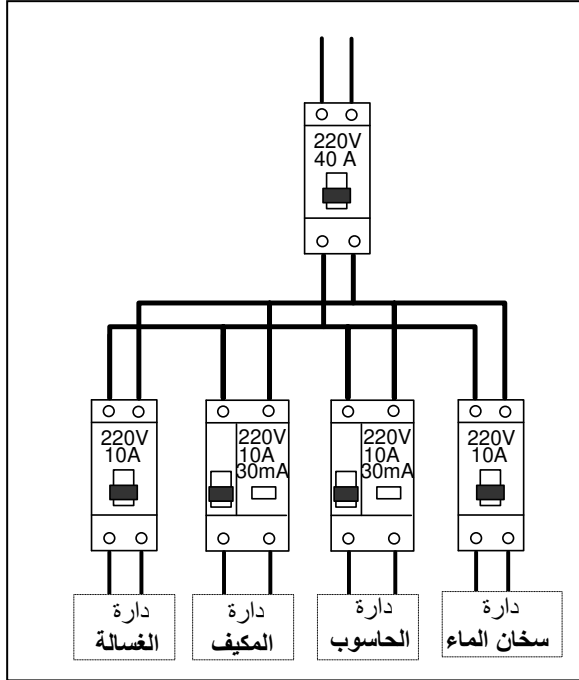 220V
40 A
220V
10A
220V
10A
30mA
220V
10A
30mA
220V
10A
دارة
الغسالة
دارة
المكيف
دارة
الحاسوب
دارة
سخان الماء